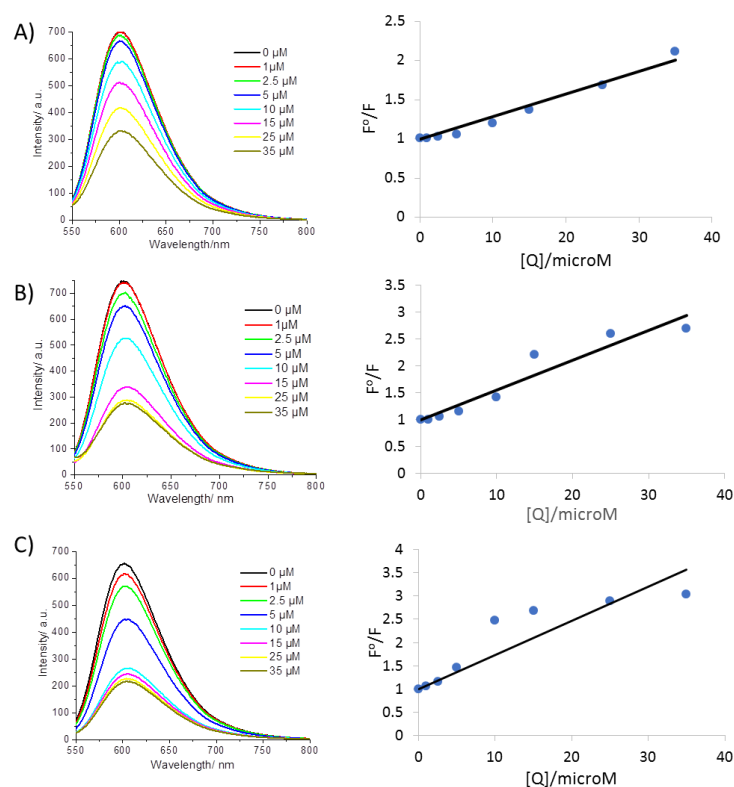 A)
700
600
500
400
300
200
100
0
Intensity/ a.u.
550 600 650 700 750 800
Wavelength/nm
0 µM
1µM
2.5 µM
5 µM
10 µM
15 µM
25 µM
35 µM
2.5
2
1.5
1
0.5
Fº/F
0 10 20 30 40
[Q]/microM
B)
700
600
500
400
300
200
100
0
Intensity/ a.u.
550 600 650 700 750 800
Wavelength/ nm
0 µM
1µM
2.5 µM
5 µM
10 µM
15 µM
25 µM
35 µM
3.5
3
2.5
2
1.5
1
0.5
Fº/F
0 10 20 30 40
[Q]/microM
C)
700
600
500
400
300
200
100
0
Intensity/ a.u.
550 600 650 700 750 800
Wavelength/ nm
0 µM
1µM
2.5 µM
5 µM
10 µM
15 µM
25 µM
35 µM
4
3.5
3
2.5
2
1.5
1
0.5
0
Fº/F
0 10 20 30 40
[Q]/microM